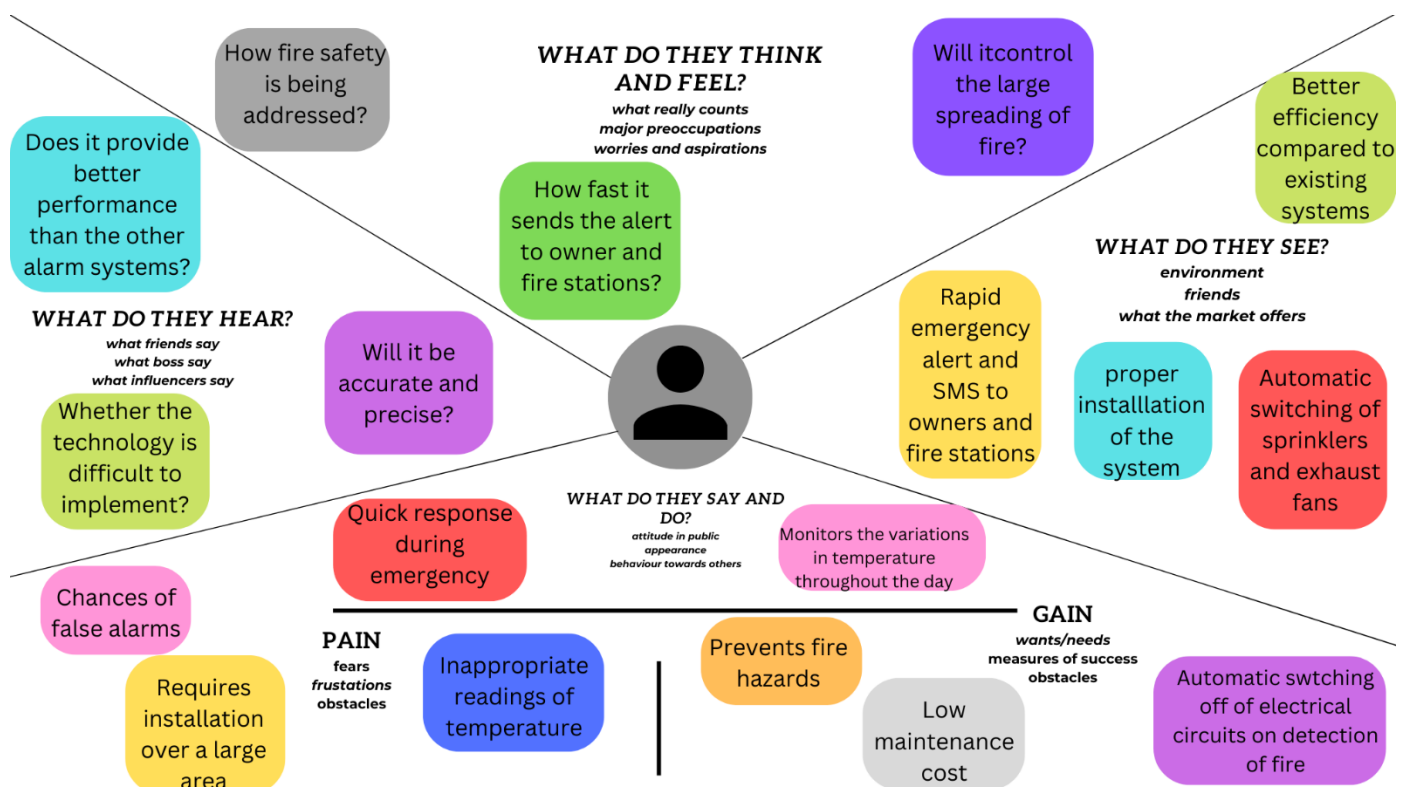 How fire safety
is being
addressed?
WHAT DO THEY THINK
AND FEEL?
what really counts
major preoccupations
worries and aspirations
Will itcontrol
the large
spreading of
fire?
Better
efficiency
compared to
existing
systems
Does it provide
better
performance
than the other
alarm systems?
How fast it
sends the alert
to owner and
fire stations?
WHAT DO THEY HEAR?
what friends say
what boss say
what influencers say
Will it be
accurate and
precise?
Whether the
technology is
difficult to
implement?
WHAT DO THEY SEE?
environment
friends
what the market offers
Rapid
emergency
alert and
SMS to
owners and
fire stations
proper
installlation
of the
system
Automatic
switching of
sprinklers
and exhaust
fans
Quick response
during
emergency
WHAT DO THEY SAY AND
DO?
attitude in public
appearance
behaviour towards others
Monitors the variations
in temperature
throughout the day
Chances of
false alarms
Requires
installation
over a large
area
PAIN
fears
frustations
obstacles
Inappropriate
readings of
temperature
Prevents fire
hazards
Low
maintenance
cost
GAIN
wants/needs
measures of success
obstacles
Automatic swtching
off of electrical
circuits on detection
of fire